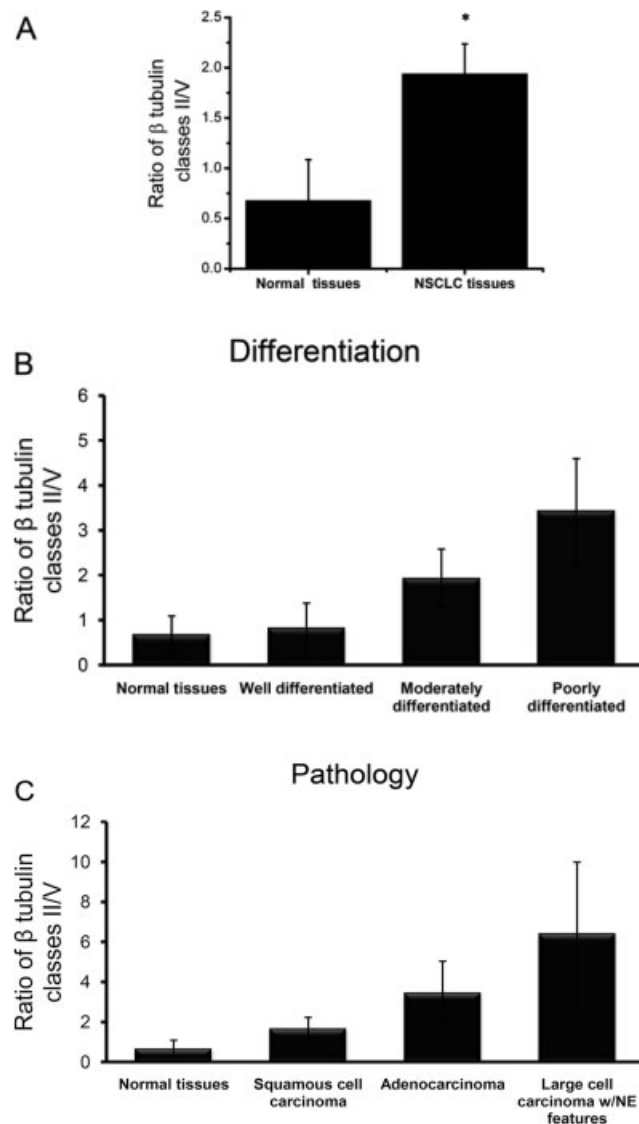 A
*
Ratio of β tubulin
classes II/V
2.5
2.0
1.5
1.0
0.5
0.0
Normal tissues
NSCLC tissues
B
Differentiation
Ratio of β tubulin
classes II/V
6
5
4
3
2
1
0
Normal tissues
Well differentiated
Moderately
differentiated
Poorly
differentiated
C
Pathology
Ratio of β tubulin
classes II/V
12
10
8
6
4
2
0
Normal tissues
Squamous cell
carcinoma
Adenocarcinoma
Large cell
carcinoma w/NE
features